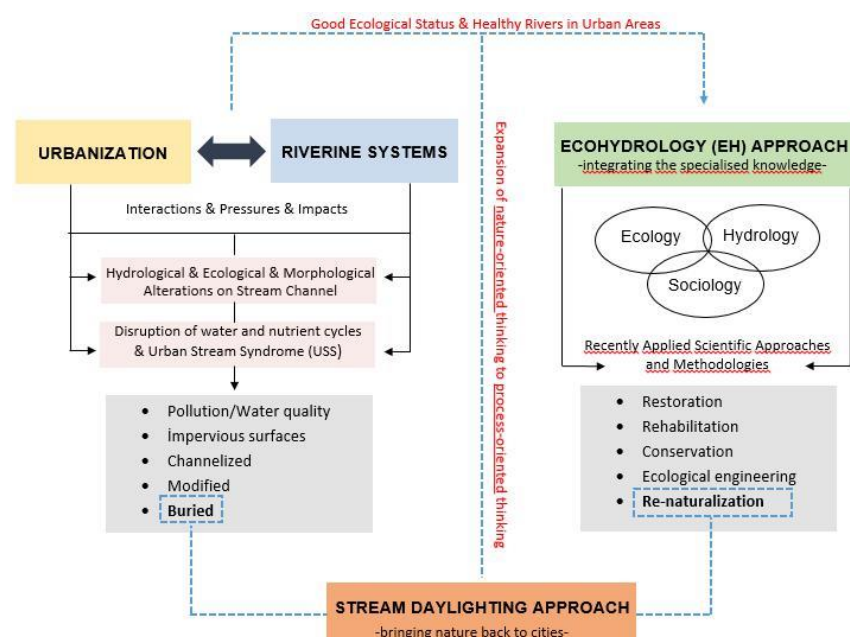 Good Ecological Status & Healthy Rivers in Urban Areas
URBANIZATION
RIVERINE SYSTEMS
Interactions & Pressures & Impacts
Hydrological & Ecological & Morphological
Alterations on Stream Channel
Disruption of water and nutrient cycles
& Urban Stream Syndrome (USS)
• Pollution/Water quality
• İmpervious surfaces
• Channelized
• Modified
• Buried
Expansion of nature-oriented thinking to process-oriented thinking
ECOHYDROLOGY (EH) APPROACH
-integrating the specialised knowledge-
Ecology
Hydrology
Sociology
Recently Applied Scientific Approaches
and Methodologies
• Restoration
• Rehabilitation
• Conservation
• Ecological engineering
• Re-naturalization
STREAM DAYLIGHTING APPROACH
-bringing nature back to cities-